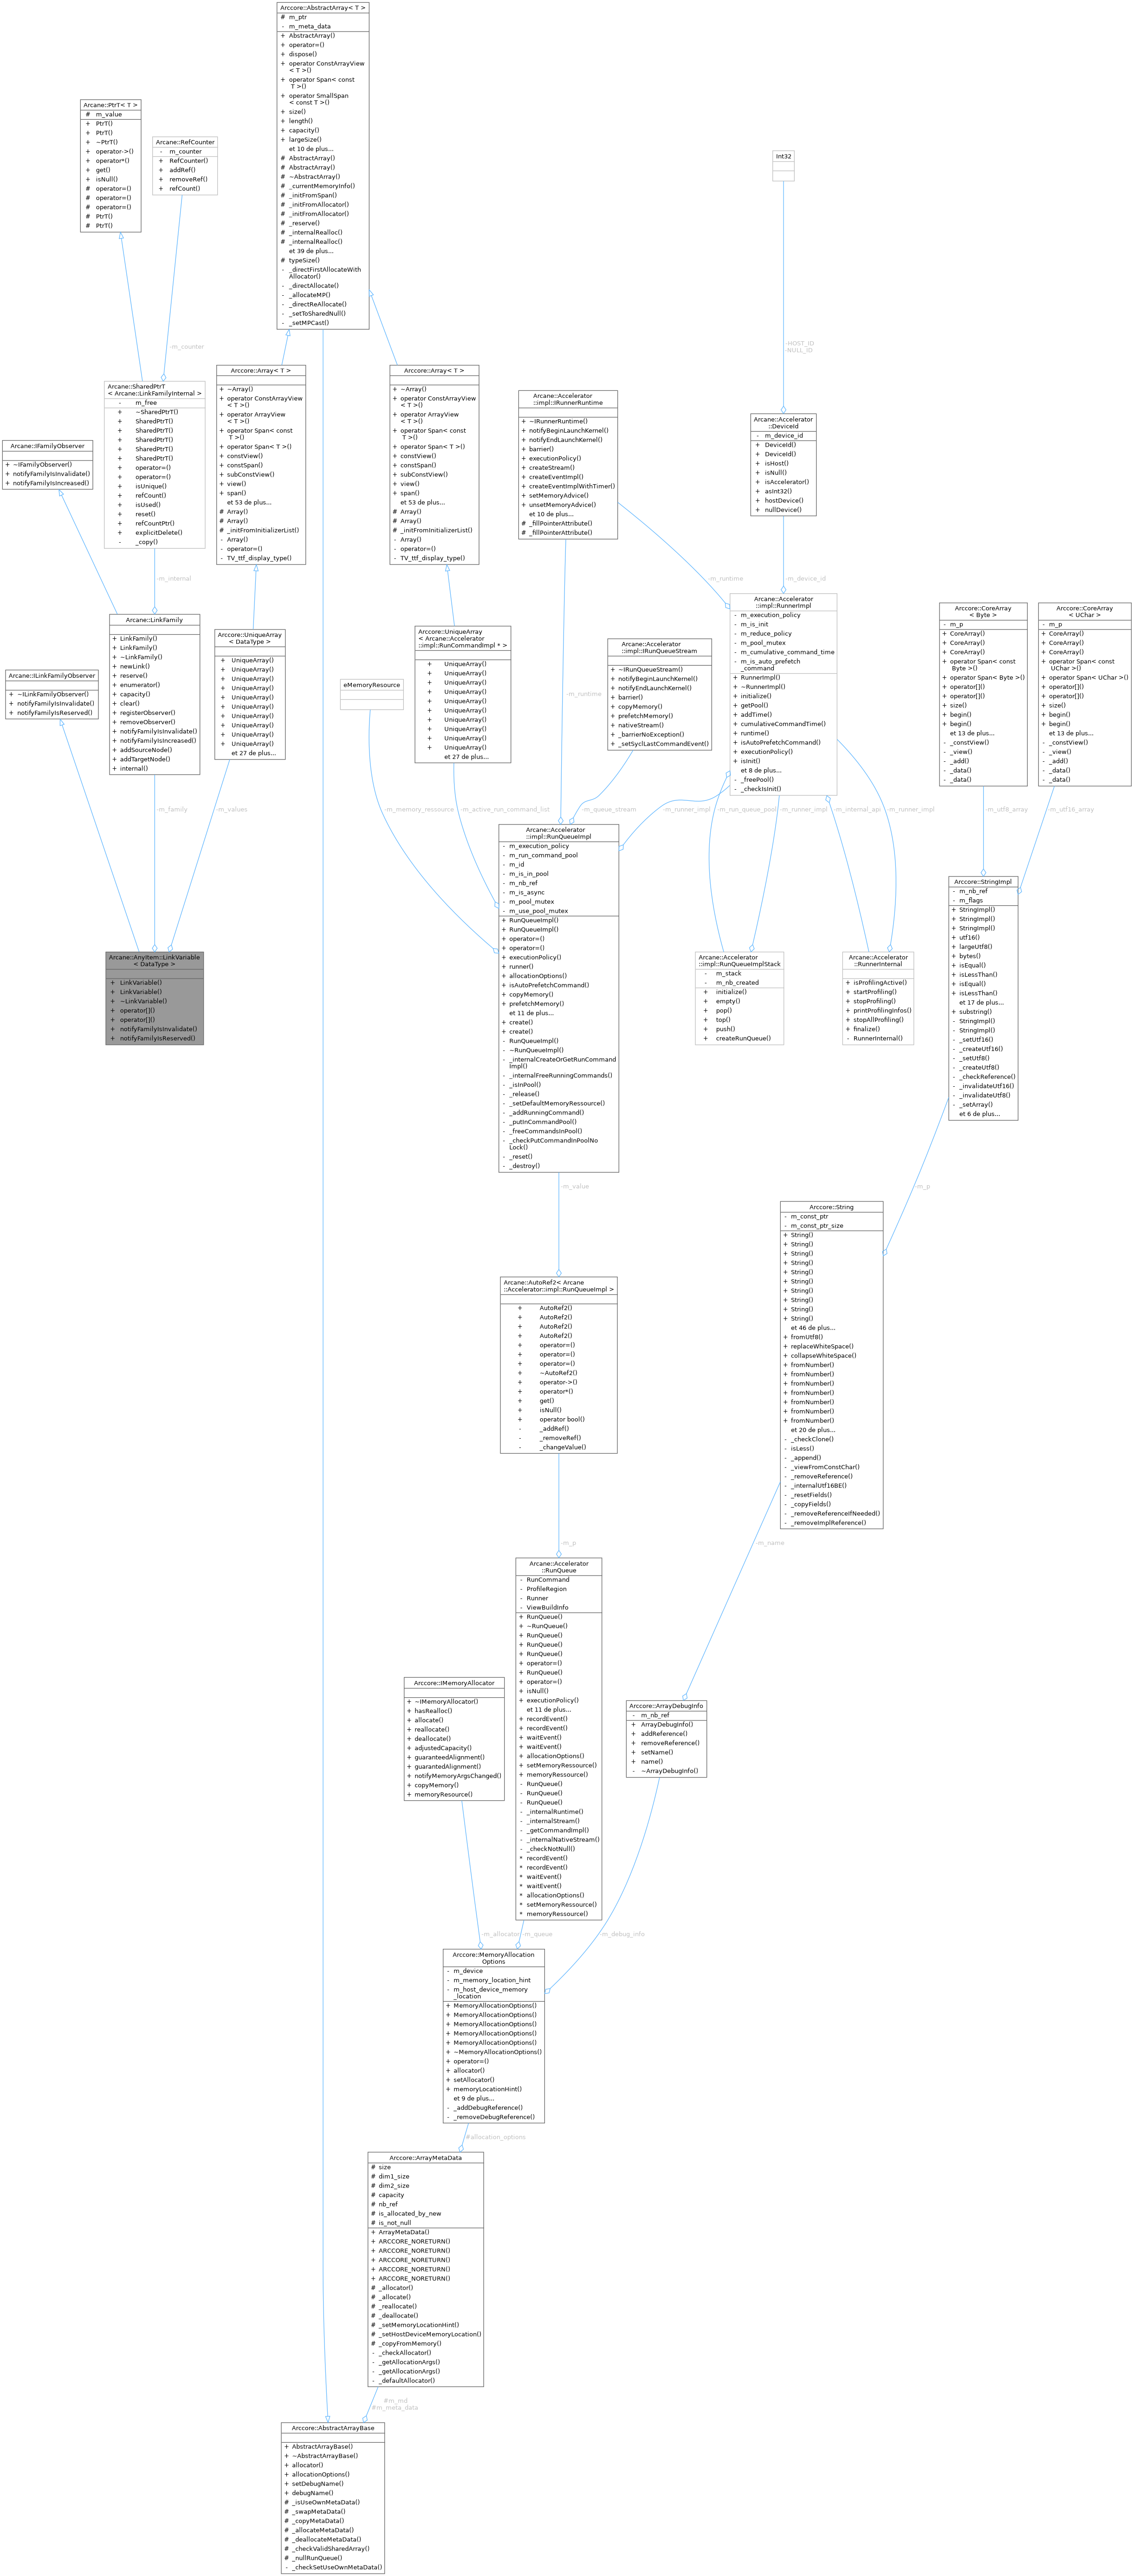 Arccore::AbstractArray< T >
# m_ptr
- m_meta_data
+ AbstractArray()
+ operator=()
+ dispose()
+ operator ConstArrayView
< T >()
+ operator Span< const
T >()
+ operator SmallSpan
< const T >()
+ size()
+ length()
+ capacity()
+ largeSize()
et 10 de plus...
# AbstractArray()
# AbstractArray()
# ~AbstractArray()
# _currentMemoryInfo()
# _initFromSpan()
# _initFromAllocator()
# _initFromAllocator()
# _reserve()
# _internalRealloc()
# _internalRealloc()
et 39 de plus...
# typeSize()
- _directFirstAllocateWith
Allocator()
- _directAllocate()
- _allocateMP()
- _directReAllocate()
- _setToSharedNull()
- _setMPCast()
Arcane::PtrT< T >
# m_value
+ PtrT()
+ PtrT()
+ ~PtrT()
+ operator->()
+ operator*()
+ get()
+ isNull()
# operator=()
# operator=()
# operator=()
# PtrT()
# PtrT()
Arcane::RefCounter
- m_counter
+ RefCounter()
+ addRef()
+ removeRef()
+ refCount()
Int32
-m_counter
-HOST_ID
-NULL_ID
Arcane::SharedPtrT
< Arcane::LinkFamilyInternal >
- m_free
+ ~SharedPtrT()
+ SharedPtrT()
+ SharedPtrT()
+ SharedPtrT()
+ SharedPtrT()
+ SharedPtrT()
+ operator=()
+ operator=()
+ isUnique()
+ refCount()
+ isUsed()
+ reset()
+ refCountPtr()
+ explicitDelete()
- _copy()
Arccore::Array< T >
+ ~Array()
+ operator ConstArrayView
< T >()
+ operator ArrayView
< T >()
+ operator Span< const
T >()
+ operator Span< T >()
+ constView()
+ constSpan()
+ subConstView()
+ view()
+ span()
et 53 de plus...
# Array()
# Array()
# _initFromInitializerList()
- Array()
- operator=()
- TV_ttf_display_type()
Arccore::Array< T >
+ ~Array()
+ operator ConstArrayView
< T >()
+ operator ArrayView
< T >()
+ operator Span< const
T >()
+ operator Span< T >()
+ constView()
+ constSpan()
+ subConstView()
+ view()
+ span()
et 53 de plus...
# Array()
# Array()
# _initFromInitializerList()
- Array()
- operator=()
- TV_ttf_display_type()
Arcane::Accelerator
::impl::IRunnerRuntime
+ ~IRunnerRuntime()
+ notifyBeginLaunchKernel()
+ notifyEndLaunchKernel()
+ barrier()
+ executionPolicy()
+ createStream()
+ createEventImpl()
+ createEventImplWithTimer()
+ setMemoryAdvice()
+ unsetMemoryAdvice()
et 10 de plus...
# _fillPointerAttribute()
# _fillPointerAttribute()
Arcane::Accelerator
::DeviceId
- m_device_id
+ DeviceId()
+ DeviceId()
+ isHost()
+ isNull()
+ isAccelerator()
+ asInt32()
+ hostDevice()
+ nullDevice()
Arcane::IFamilyObserver
+ ~IFamilyObserver()
+ notifyFamilyIsInvalidate()
+ notifyFamilyIsIncreased()
-m_internal
-m_runtime
-m_device_id
Arcane::LinkFamily
+ LinkFamily()
+ LinkFamily()
+ ~LinkFamily()
+ newLink()
+ reserve()
+ enumerator()
+ capacity()
+ clear()
+ registerObserver()
+ removeObserver()
+ notifyFamilyIsInvalidate()
+ notifyFamilyIsIncreased()
+ addSourceNode()
+ addTargetNode()
+ internal()
Arccore::UniqueArray
< DataType >
+ UniqueArray()
+ UniqueArray()
+ UniqueArray()
+ UniqueArray()
+ UniqueArray()
+ UniqueArray()
+ UniqueArray()
+ UniqueArray()
+ UniqueArray()
+ UniqueArray()
et 27 de plus...
Arcane::ILinkFamilyObserver
+ ~ILinkFamilyObserver()
+ notifyFamilyIsInvalidate()
+ notifyFamilyIsReserved()
eMemoryResource
Arccore::UniqueArray
< Arcane::Accelerator
::impl::RunCommandImpl * >
+ UniqueArray()
+ UniqueArray()
+ UniqueArray()
+ UniqueArray()
+ UniqueArray()
+ UniqueArray()
+ UniqueArray()
+ UniqueArray()
+ UniqueArray()
+ UniqueArray()
et 27 de plus...
-m_runtime
Arcane::Accelerator
::impl::IRunQueueStream
+ ~IRunQueueStream()
+ notifyBeginLaunchKernel()
+ notifyEndLaunchKernel()
+ barrier()
+ copyMemory()
+ prefetchMemory()
+ nativeStream()
+ _barrierNoException()
+ _setSyclLastCommandEvent()
Arcane::Accelerator
::impl::RunnerImpl
- m_execution_policy
- m_is_init
- m_reduce_policy
- m_pool_mutex
- m_cumulative_command_time
- m_is_auto_prefetch
_command
+ RunnerImpl()
+ ~RunnerImpl()
+ initialize()
+ getPool()
+ addTime()
+ cumulativeCommandTime()
+ runtime()
+ isAutoPrefetchCommand()
+ executionPolicy()
+ isInit()
et 8 de plus...
- _freePool()
- _checkIsInit()
Arccore::CoreArray
< Byte >
- m_p
+ CoreArray()
+ CoreArray()
+ CoreArray()
+ operator Span< const
Byte >()
+ operator Span< Byte >()
+ operator[]()
+ operator[]()
+ size()
+ begin()
+ begin()
et 13 de plus...
- _constView()
- _view()
- _add()
- _data()
- _data()
Arccore::CoreArray
< UChar >
- m_p
+ CoreArray()
+ CoreArray()
+ CoreArray()
+ operator Span< const
UChar >()
+ operator Span< UChar >()
+ operator[]()
+ operator[]()
+ size()
+ begin()
+ begin()
et 13 de plus...
- _constView()
- _view()
- _add()
- _data()
- _data()
-m_family
-m_values
-m_memory_ressource
-m_active_run_command_list
-m_queue_stream
-m_runner_impl
-m_run_queue_pool
-m_runner_impl
-m_internal_api
-m_runner_impl
-m_utf8_array
-m_utf16_array
Arcane::AnyItem::LinkVariable
< DataType >
+ LinkVariable()
+ LinkVariable()
+ ~LinkVariable()
+ operator[]()
+ operator[]()
+ notifyFamilyIsInvalidate()
+ notifyFamilyIsReserved()
Arcane::Accelerator
::impl::RunQueueImpl
- m_execution_policy
- m_run_command_pool
- m_id
- m_is_in_pool
- m_nb_ref
- m_is_async
- m_pool_mutex
- m_use_pool_mutex
+ RunQueueImpl()
+ RunQueueImpl()
+ operator=()
+ operator=()
+ executionPolicy()
+ runner()
+ allocationOptions()
+ isAutoPrefetchCommand()
+ copyMemory()
+ prefetchMemory()
et 11 de plus...
+ create()
+ create()
- RunQueueImpl()
- ~RunQueueImpl()
- _internalCreateOrGetRunCommand
Impl()
- _internalFreeRunningCommands()
- _isInPool()
- _release()
- _setDefaultMemoryRessource()
- _addRunningCommand()
- _putInCommandPool()
- _freeCommandsInPool()
- _checkPutCommandInPoolNo
Lock()
- _reset()
- _destroy()
Arcane::Accelerator
::impl::RunQueueImplStack
- m_stack
- m_nb_created
+ initialize()
+ empty()
+ pop()
+ top()
+ push()
+ createRunQueue()
Arcane::Accelerator
::RunnerInternal
+ isProfilingActive()
+ startProfiling()
+ stopProfiling()
+ printProfilingInfos()
+ stopAllProfiling()
+ finalize()
- RunnerInternal()
Arccore::StringImpl
- m_nb_ref
- m_flags
+ StringImpl()
+ StringImpl()
+ StringImpl()
+ utf16()
+ largeUtf8()
+ bytes()
+ isEqual()
+ isLessThan()
+ isEqual()
+ isLessThan()
et 17 de plus...
+ substring()
- StringImpl()
- StringImpl()
- _setUtf16()
- _createUtf16()
- _setUtf8()
- _createUtf8()
- _checkReference()
- _invalidateUtf16()
- _invalidateUtf8()
- _setArray()
et 6 de plus...
-m_value
-m_p
Arccore::String
- m_const_ptr
- m_const_ptr_size
+ String()
+ String()
+ String()
+ String()
+ String()
+ String()
+ String()
+ String()
+ String()
+ String()
et 46 de plus...
+ fromUtf8()
+ replaceWhiteSpace()
+ collapseWhiteSpace()
+ fromNumber()
+ fromNumber()
+ fromNumber()
+ fromNumber()
+ fromNumber()
+ fromNumber()
+ fromNumber()
et 20 de plus...
- _checkClone()
- isLess()
- _append()
- _viewFromConstChar()
- _removeReference()
- _internalUtf16BE()
- _resetFields()
- _copyFields()
- _removeReferenceIfNeeded()
- _removeImplReference()
Arcane::AutoRef2< Arcane
::Accelerator::impl::RunQueueImpl >
+ AutoRef2()
+ AutoRef2()
+ AutoRef2()
+ AutoRef2()
+ operator=()
+ operator=()
+ operator=()
+ ~AutoRef2()
+ operator->()
+ operator*()
+ get()
+ isNull()
+ operator bool()
- _addRef()
- _removeRef()
- _changeValue()
-m_p
-m_name
Arcane::Accelerator
::RunQueue
- RunCommand
- ProfileRegion
- Runner
- ViewBuildInfo
+ RunQueue()
+ ~RunQueue()
+ RunQueue()
+ RunQueue()
+ RunQueue()
+ operator=()
+ RunQueue()
+ operator=()
+ isNull()
+ executionPolicy()
et 11 de plus...
+ recordEvent()
+ recordEvent()
+ waitEvent()
+ waitEvent()
+ allocationOptions()
+ setMemoryRessource()
+ memoryRessource()
- RunQueue()
- RunQueue()
- RunQueue()
- _internalRuntime()
- _internalStream()
- _getCommandImpl()
- _internalNativeStream()
- _checkNotNull()
* recordEvent()
* recordEvent()
* waitEvent()
* waitEvent()
* allocationOptions()
* setMemoryRessource()
* memoryRessource()
Arccore::IMemoryAllocator
+ ~IMemoryAllocator()
+ hasRealloc()
+ allocate()
+ reallocate()
+ deallocate()
+ adjustedCapacity()
+ guaranteedAlignment()
+ guarantedAlignment()
+ notifyMemoryArgsChanged()
+ copyMemory()
+ memoryResource()
Arccore::ArrayDebugInfo
- m_nb_ref
+ ArrayDebugInfo()
+ addReference()
+ removeReference()
+ setName()
+ name()
- ~ArrayDebugInfo()
-m_allocator
-m_queue
-m_debug_info
Arccore::MemoryAllocation
Options
- m_device
- m_memory_location_hint
- m_host_device_memory
_location
+ MemoryAllocationOptions()
+ MemoryAllocationOptions()
+ MemoryAllocationOptions()
+ MemoryAllocationOptions()
+ MemoryAllocationOptions()
+ ~MemoryAllocationOptions()
+ operator=()
+ allocator()
+ setAllocator()
+ memoryLocationHint()
et 9 de plus...
- _addDebugReference()
- _removeDebugReference()
#allocation_options
Arccore::ArrayMetaData
# size
# dim1_size
# dim2_size
# capacity
# nb_ref
# is_allocated_by_new
# is_not_null
+ ArrayMetaData()
+ ARCCORE_NORETURN()
+ ARCCORE_NORETURN()
+ ARCCORE_NORETURN()
+ ARCCORE_NORETURN()
+ ARCCORE_NORETURN()
# _allocator()
# _allocate()
# _reallocate()
# _deallocate()
# _setMemoryLocationHint()
# _setHostDeviceMemoryLocation()
# _copyFromMemory()
- _checkAllocator()
- _getAllocationArgs()
- _getAllocationArgs()
- _defaultAllocator()
#m_md
#m_meta_data
Arccore::AbstractArrayBase
+ AbstractArrayBase()
+ ~AbstractArrayBase()
+ allocator()
+ allocationOptions()
+ setDebugName()
+ debugName()
# _isUseOwnMetaData()
# _swapMetaData()
# _copyMetaData()
# _allocateMetaData()
# _deallocateMetaData()
# _checkValidSharedArray()
# _nullRunQueue()
- _checkSetUseOwnMetaData()